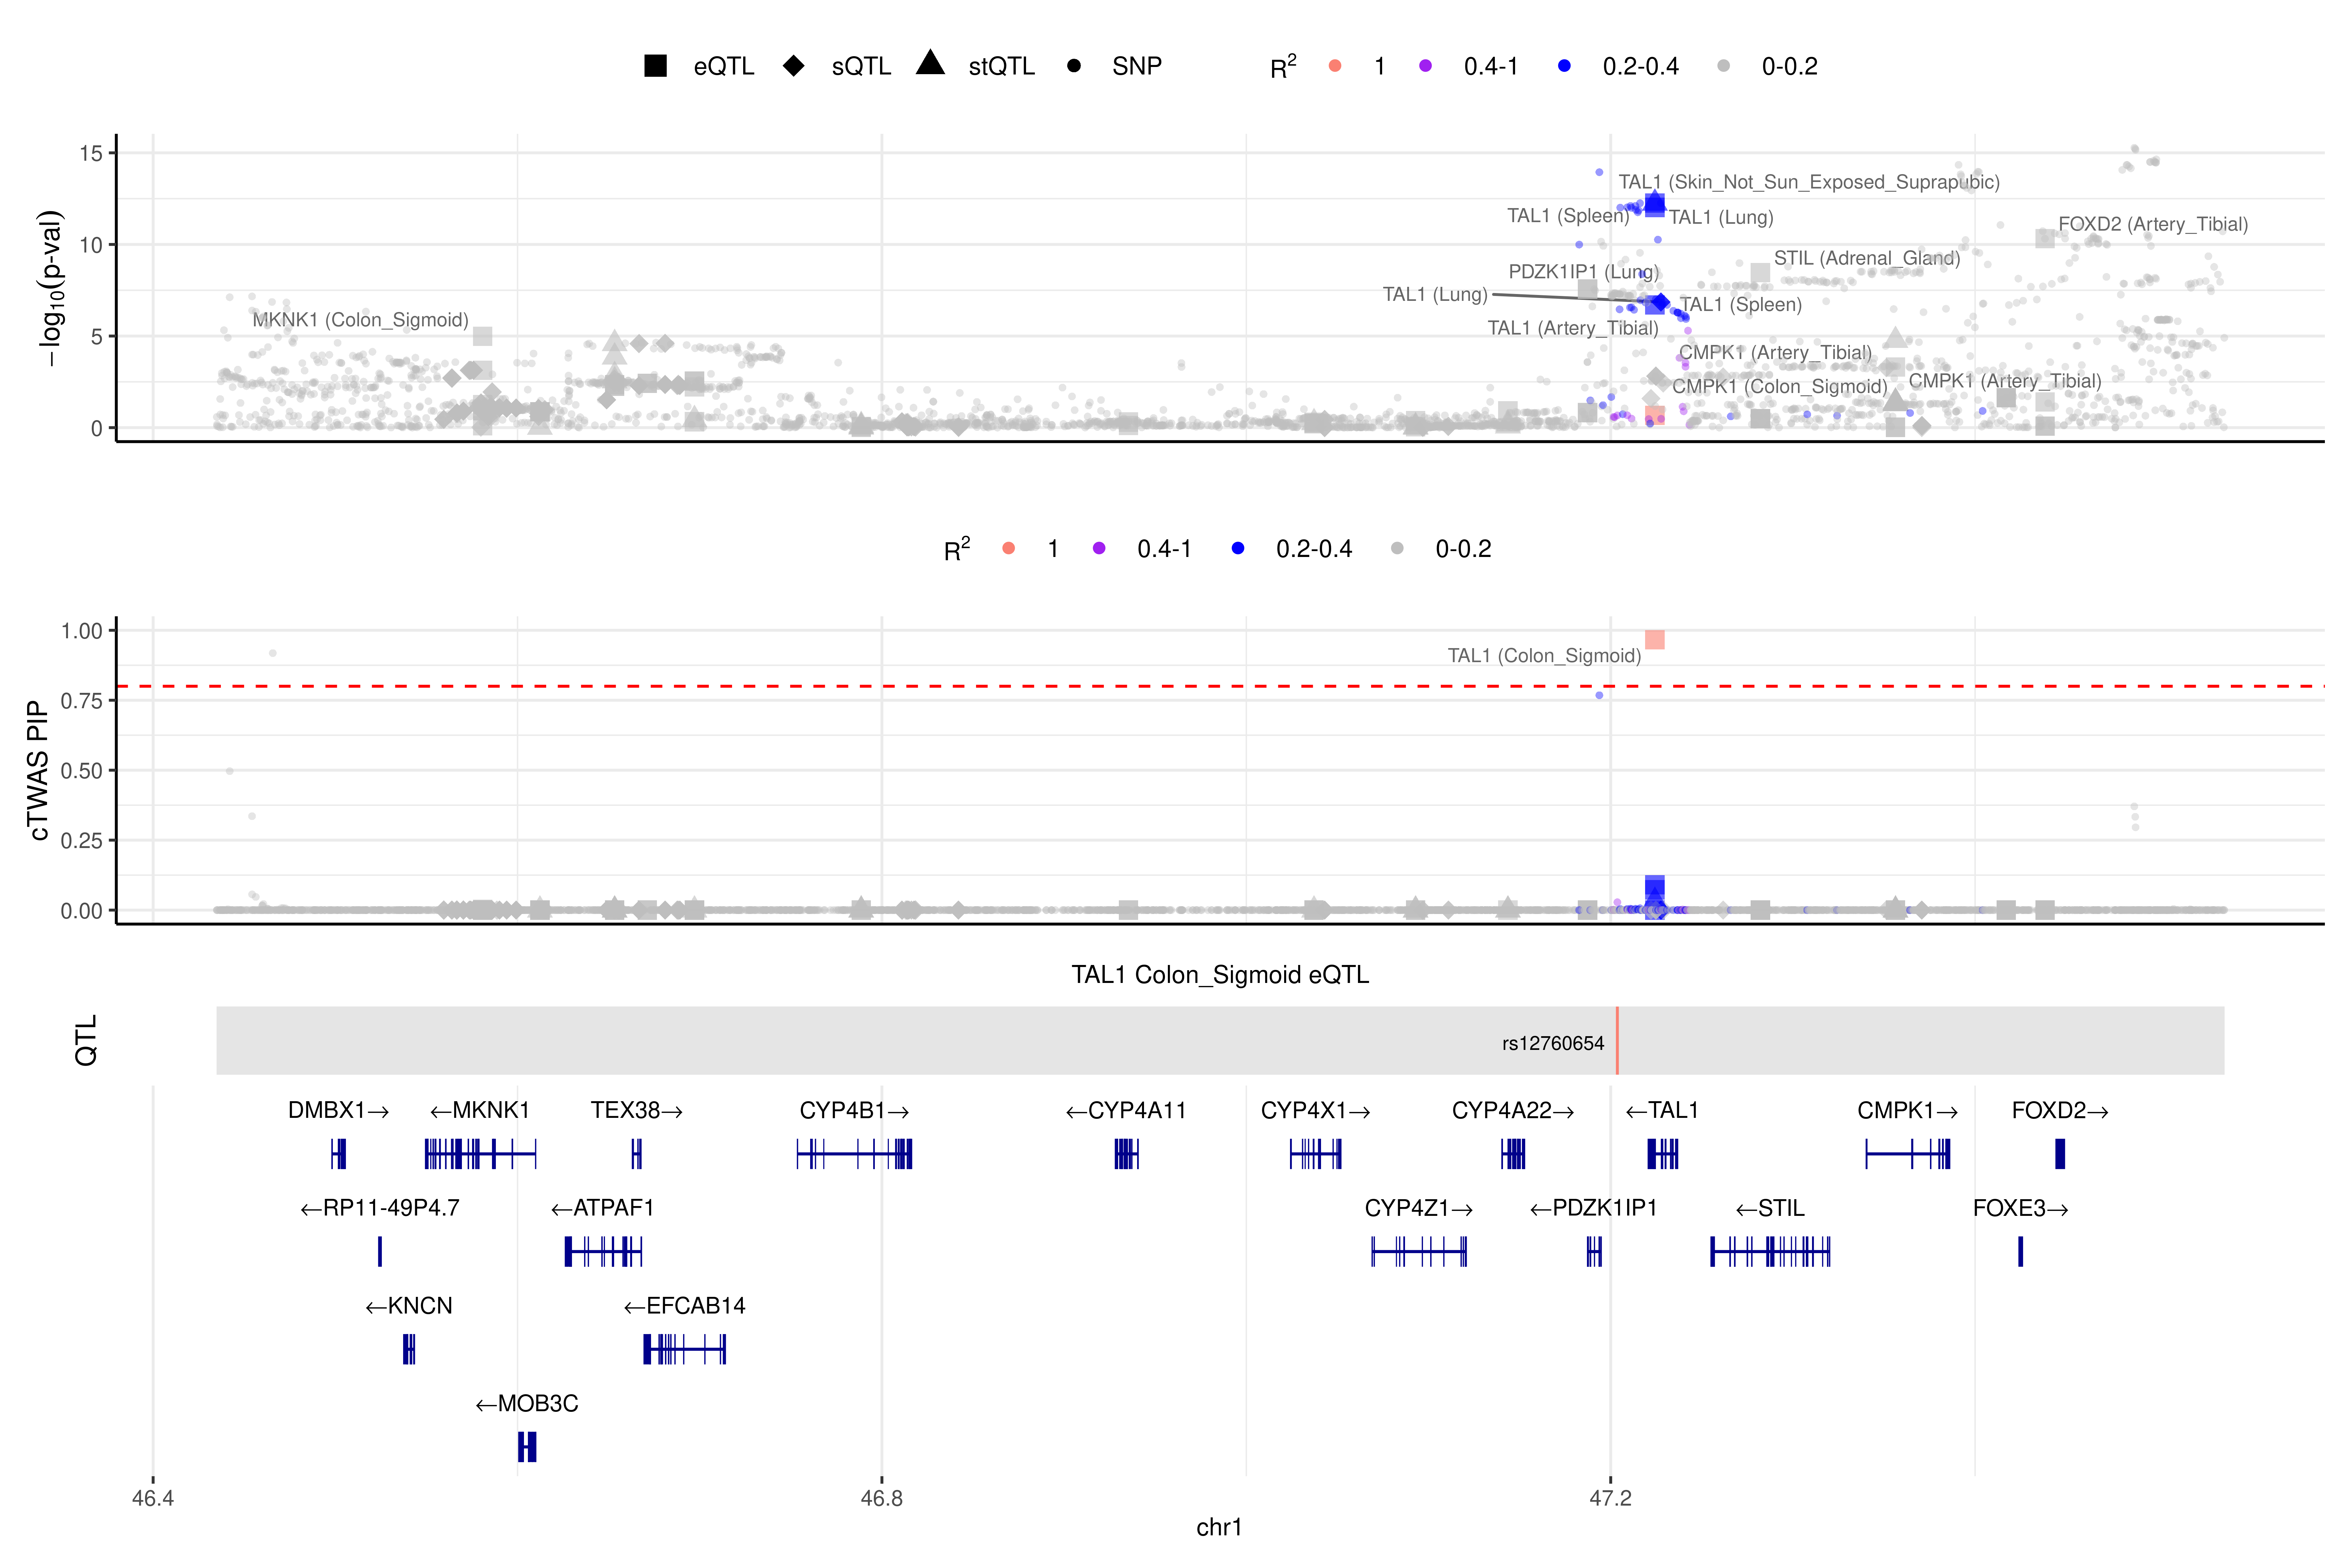 eQTL sQTL stQTL SNP R² 1 0.4-1 0.2-0.4 0-0.2
−log₁₀(p-val)
15
10
5
0
TAL1 (Skin_Not_Sun_Exposed_Suprapubic)
TAL1 (Spleen) TAL1 (Lung)
FOXD2 (Artery_Tibial)
STIL (Adrenal_Gland)
PDZK1IP1 (Lung)
TAL1 (Lung)
TAL1 (Spleen)
MKNK1 (Colon_Sigmoid)
TAL1 (Artery_Tibial)
CMPK1 (Artery_Tibial)
CMPK1 (Colon_Sigmoid) CMPK1 (Artery_Tibial)
R² 1 0.4-1 0.2-0.4 0-0.2
cTWAS PIP
1.00
0.75
0.50
0.25
0.00
TAL1 (Colon_Sigmoid)
TAL1 Colon_Sigmoid eQTL
QTL
rs12760654
DMBX1→ ←MKNK1 TEX38→ CYP4B1→ ←CYP4A11 CYP4X1→ CYP4A22→ ←TAL1 CMPK1→ FOXD2→
←RP11-49P4.7 ←ATPAF1 CYP4Z1→ ←PDZK1IP1 ←STIL FOXE3→
←KNCN ←EFCAB14
←MOB3C
46.4 46.8 47.2
chr1